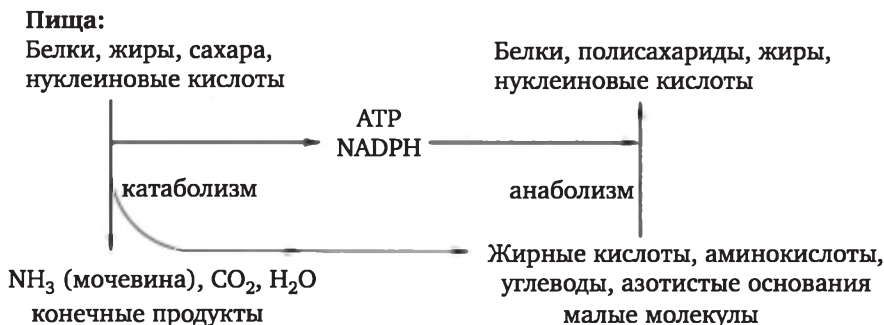 Пища:
Белки, жиры, сахара,
нуклеиновые кислоты
Белки, полисахариды, жиры,
нуклеиновые кислоты
ATP
NADPH
катаболизм
анаболизм
NH₃ (мочевина), CO₂, H₂O
конечные продукты
Жирные кислоты, аминокислоты,
углеводы, азотистые основания
малые молекулы